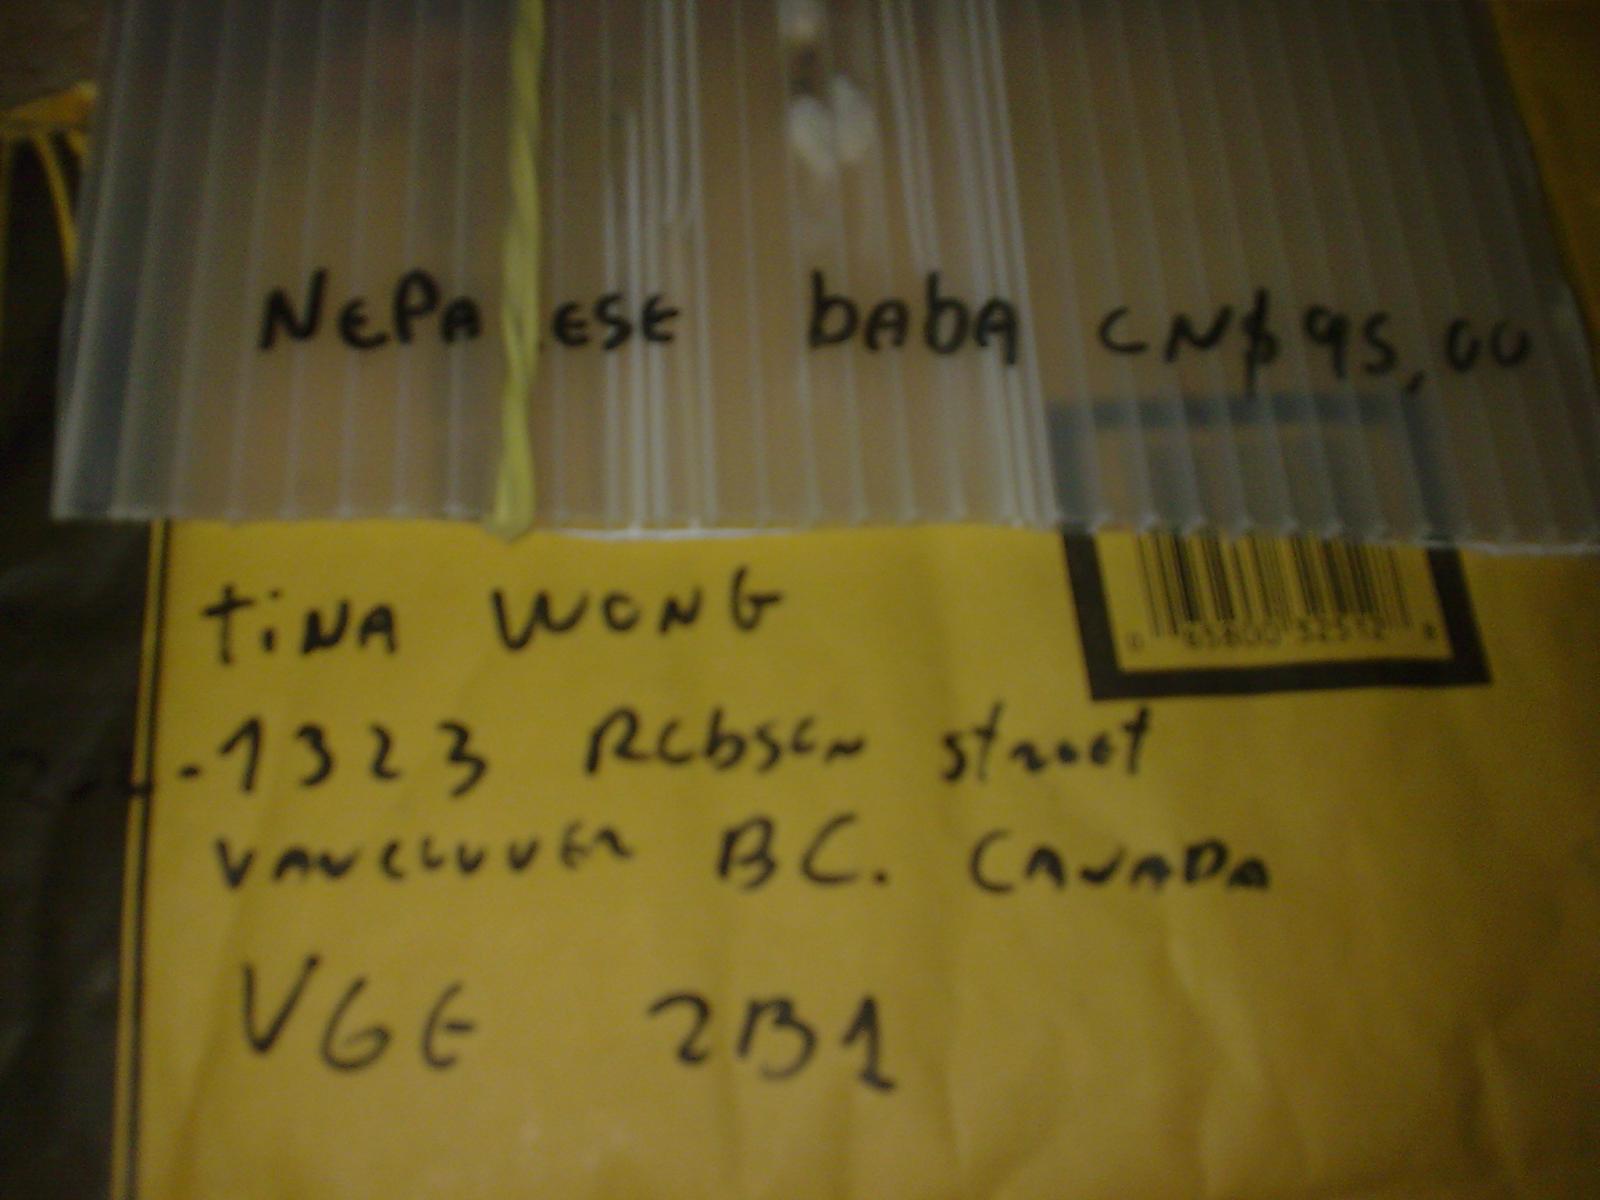 NEPALESE baba CN$95,00
tiNA WONG
-1323 Robson street
VANCOUVER BC. CANADA
V6E 2B1